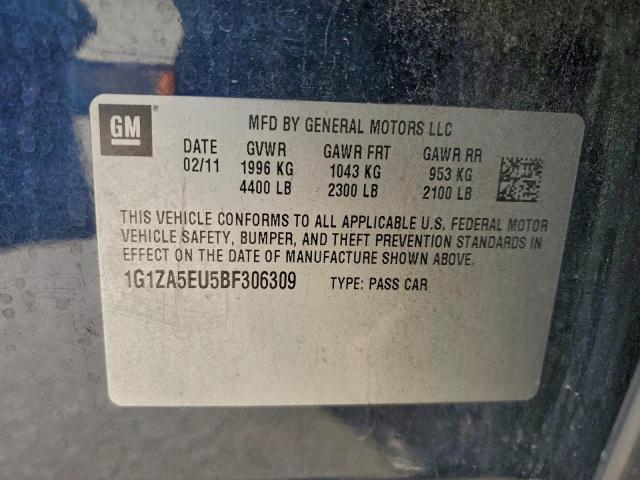 GM®
MFD BY GENERAL MOTORS LLC
DATE GVWR GAWR FRT GAWR RR
02/11 1996 KG 1043 KG 953 KG
4400 LB 2300 LB 2100 LB
THIS VEHICLE CONFORMS TO ALL APPLICABLE U.S. FEDERAL MOTOR
VEHICLE SAFETY, BUMPER, AND THEFT PREVENTION STANDARDS IN
EFFECT ON THE DATE OF MANUFACTURE SHOWN ABOVE.
1G1ZA5EU5BF306309 TYPE: PASS CAR